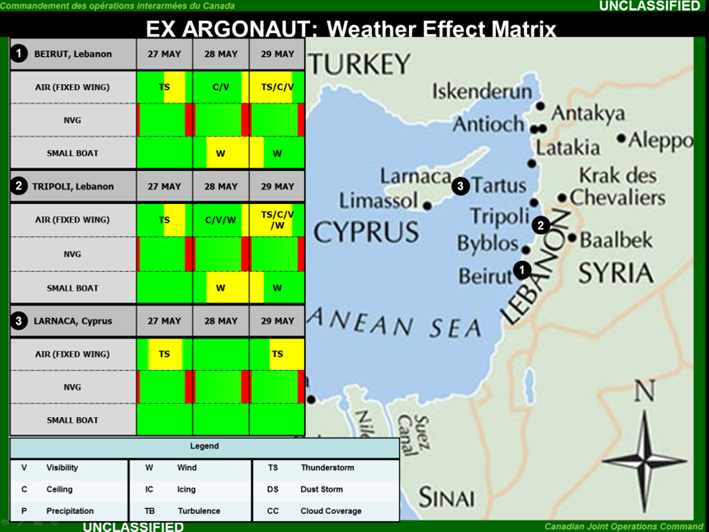 Commandement des opérations interarmées du Canada
UNCLASSIFIED
EX ARGONAUT: Weather Effect Matrix
1 BEIRUT, Lebanon 27 MAY 28 MAY 29 MAY
AIR (FIXED WING) TS C/V TS/C/V
NVG
SMALL BOAT W W
2 TRIPOLI, Lebanon 27 MAY 28 MAY 29 MAY
AIR (FIXED WING) TS C/V/W TS/C/V
/W
NVG
SMALL BOAT W W
3 LARNACA, Cyprus 27 MAY 28 MAY 29 MAY
AIR (FIXED WING) TS TS
NVG
SMALL BOAT
Legend
V Visibility W Wind TS Thunderstorm
C Ceiling IC Icing DS Dust Storm
P Precipitation TB Turbulence CC Cloud Coverage
TURKEY
Iskenderun
Antakya
Antioch
Aleppo
Latakia
Larnaca 3
Krak des
Chevaliers
Tartus
Limassol
Tripoli 2
CYPRUS
Byblos
Baalbek
Beirut 1
LEBANON
SYRIA
ANEAN SEA
N
Nile
Suez
Canal
SINAI
UNCLASSIFIED
Canadian Joint Operations Command